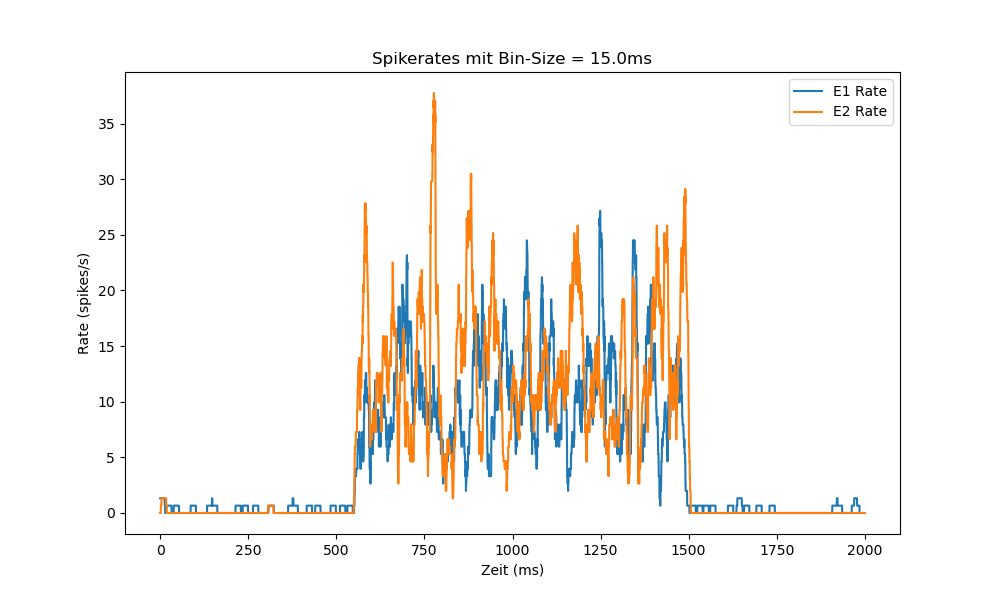 Spikerates mit Bin-Size = 15.0ms
E1 Rate
E2 Rate
Rate (spikes/s)
35
30
25
20
15
10
5
0
0 250 500 750 1000 1250 1500 1750 2000
Zeit (ms)